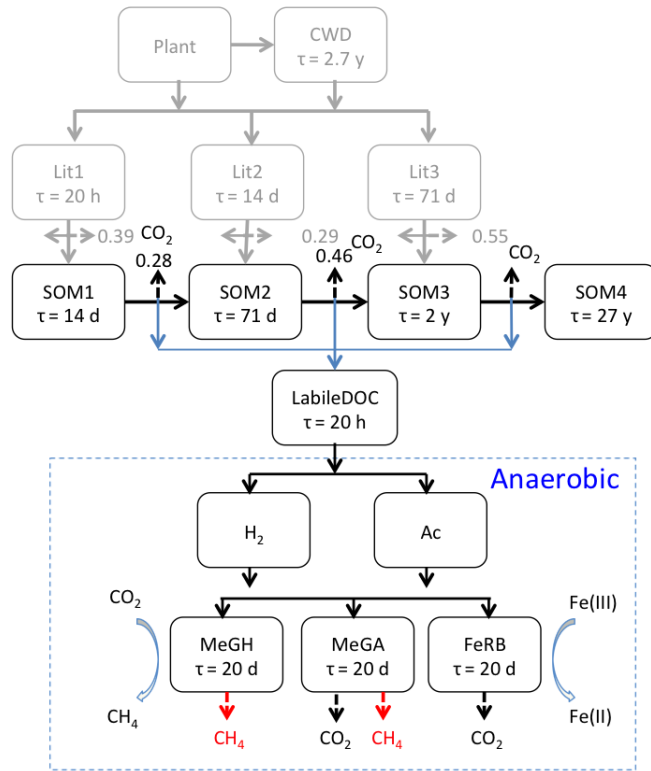 Plant
CWD
τ = 2.7 y
Lit1
τ = 20 h
Lit2
τ = 14 d
Lit3
τ = 71 d
0.39
CO₂
0.28
0.29
0.46
CO₂
0.55
CO₂
SOM1
τ = 14 d
SOM2
τ = 71 d
SOM3
τ = 2 y
SOM4
τ = 27 y
LabileDOC
τ = 20 h
Anaerobic
H₂
Ac
CO₂
Fe(III)
MeGH
τ = 20 d
MeGA
τ = 20 d
FeRB
τ = 20 d
CH₄
Fe(II)
CH₄
CO₂
CH₄
CO₂